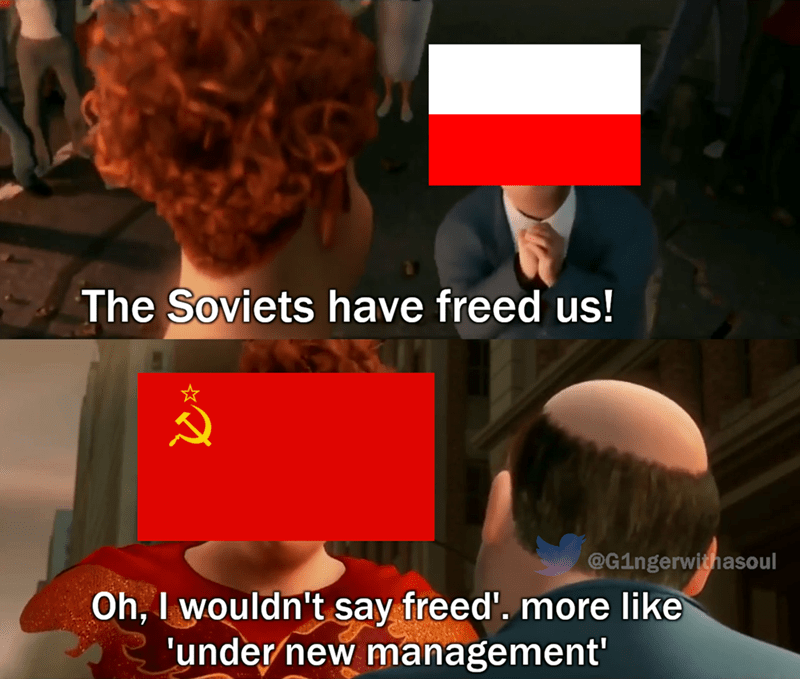 The Soviets have freed us!
@G1ngerwithasoul
Oh, I wouldn't say freed'. more like
'under new management'